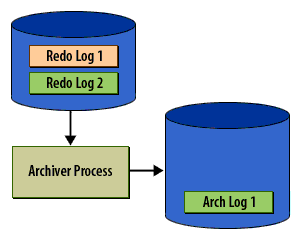 Redo Log 1
Redo Log 2
Archiver Process
Arch Log 1